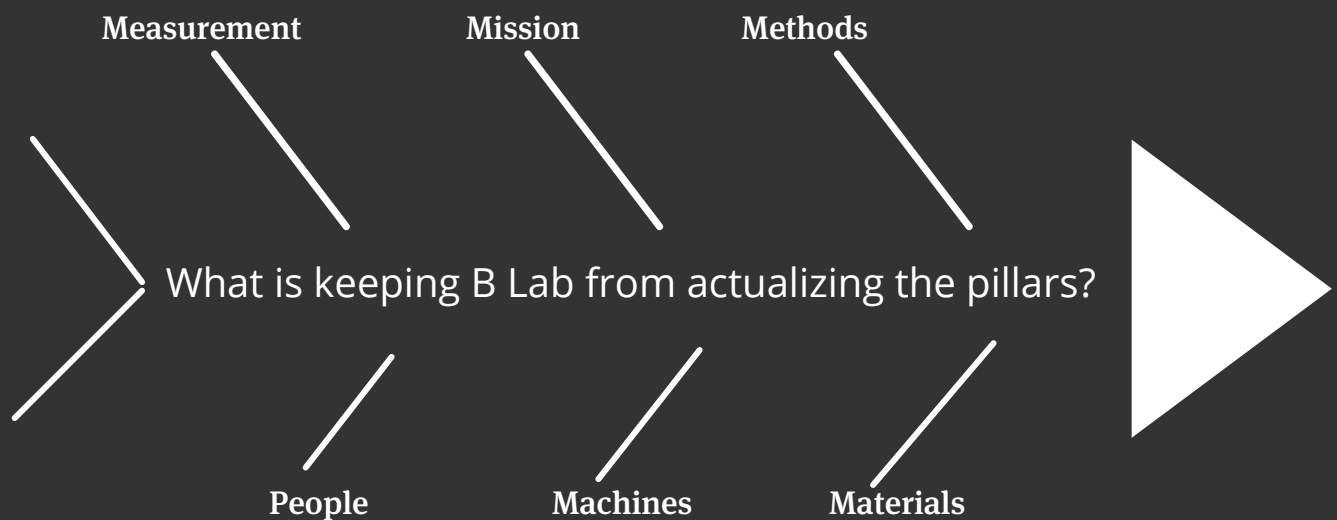 Measurement
Mission
Methods
What is keeping B Lab from actualizing the pillars?
People
Machines
Materials